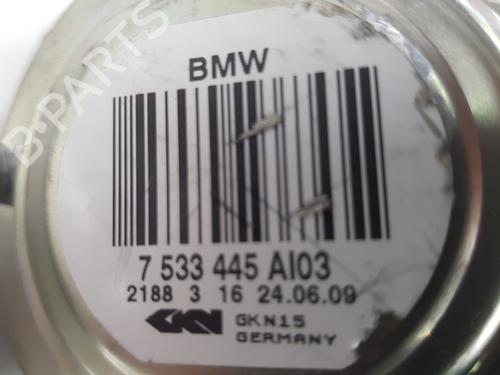 BMW
7 533 445 AI03
2188 3 16 24.06.09
GKN GKN15
GERMANY
B-PARTS